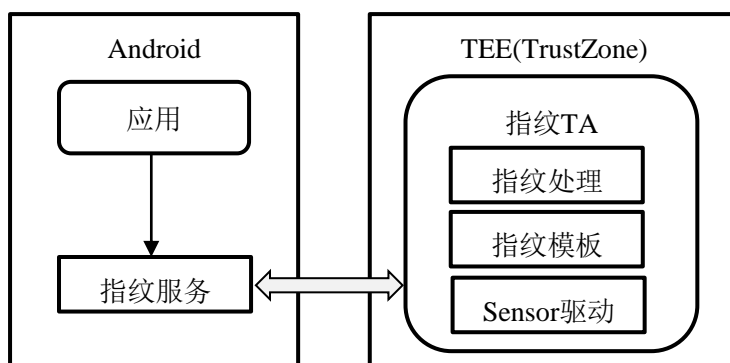 Android
应用
指纹服务
TEE(TrustZone)
指纹TA
指纹处理
指纹模板
Sensor驱动